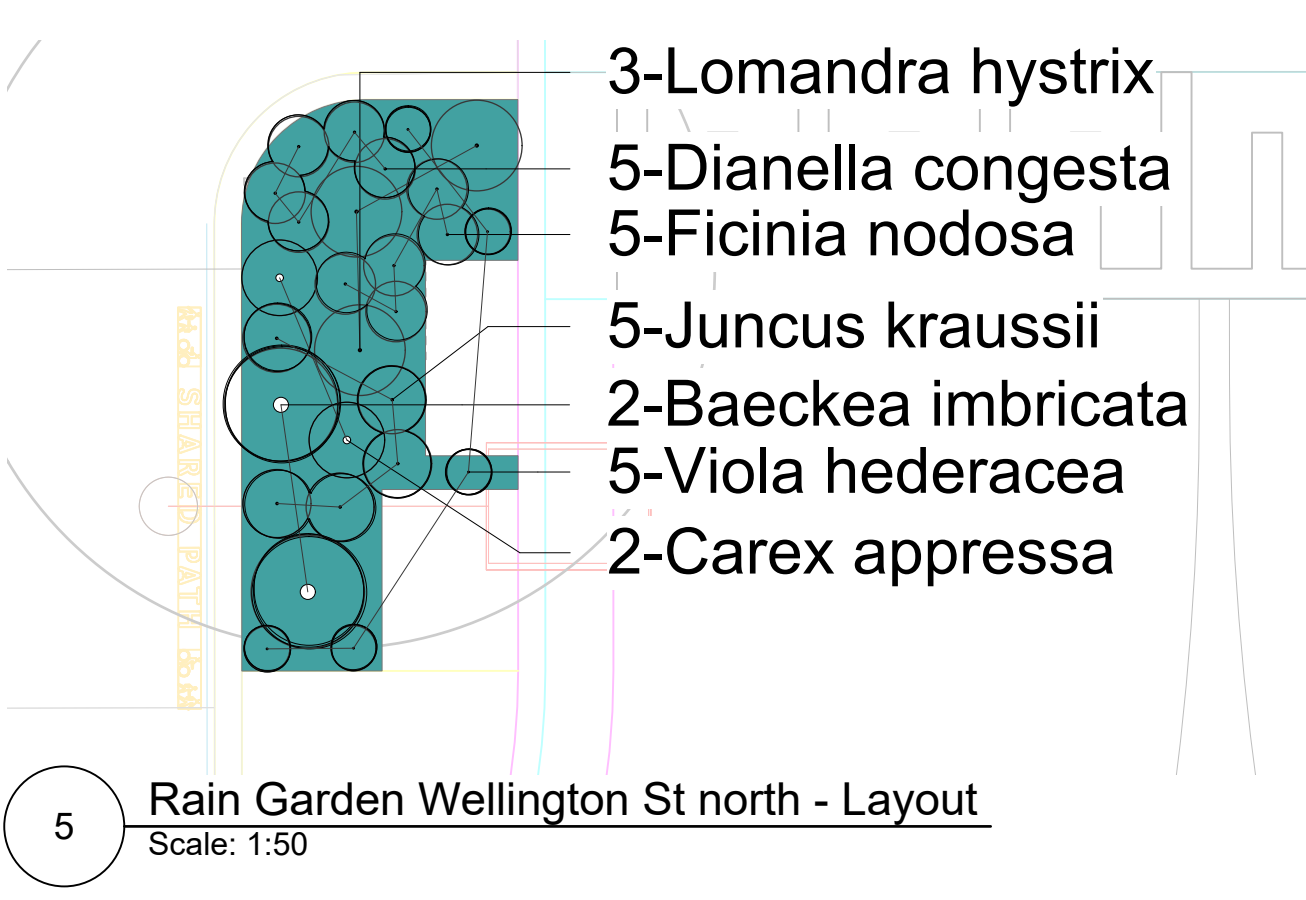 3-Lomandra hystrix
5-Dianella congesta
5-Ficinia nodosa
5-Juncus kraussii
2-Baeckea imbricata
5-Viola hederacea
2-Carex appressa
SHARED PATH
5
Rain Garden Wellington St north - Layout
Scale: 1:50